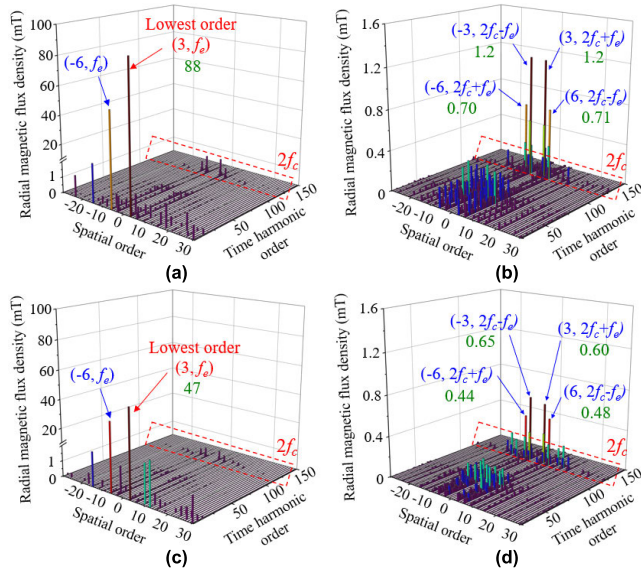 100
80
60
40
20
1
0
Radial magnetic flux density (mT)
Lowest order
(3, fe)
88
(-6, fe)
2fc
-20
-10
0
10
20
30
Spatial order
50
100
150
Time harmonic
order
(a)
1.6
1.2
0.8
0.4
0
Radial magnetic flux density (mT)
(-3, 2fc-fe)
1.2
(3, 2fc+fe)
1.2
(-6, 2fc+fe)
0.70
(6, 2fc-fe)
0.71
2fc
-20
-10
0
10
20
30
Spatial order
50
100
150
Time harmonic
order
(b)
100
80
60
40
20
1
0
Radial magnetic flux density (mT)
Lowest order
(3, fe)
47
(-6, fe)
2fc
-20
-10
0
10
20
30
Spatial order
50
100
150
Time harmonic
order
(c)
1.6
1.2
0.8
0.4
0
Radial magnetic flux density (mT)
(-3, 2fc-fe)
0.65
(3, 2fc+fe)
0.60
(-6, 2fc+fe)
0.44
(6, 2fc-fe)
0.48
2fc
-20
-10
0
10
20
30
Spatial order
50
100
150
Time harmonic
order
(d)